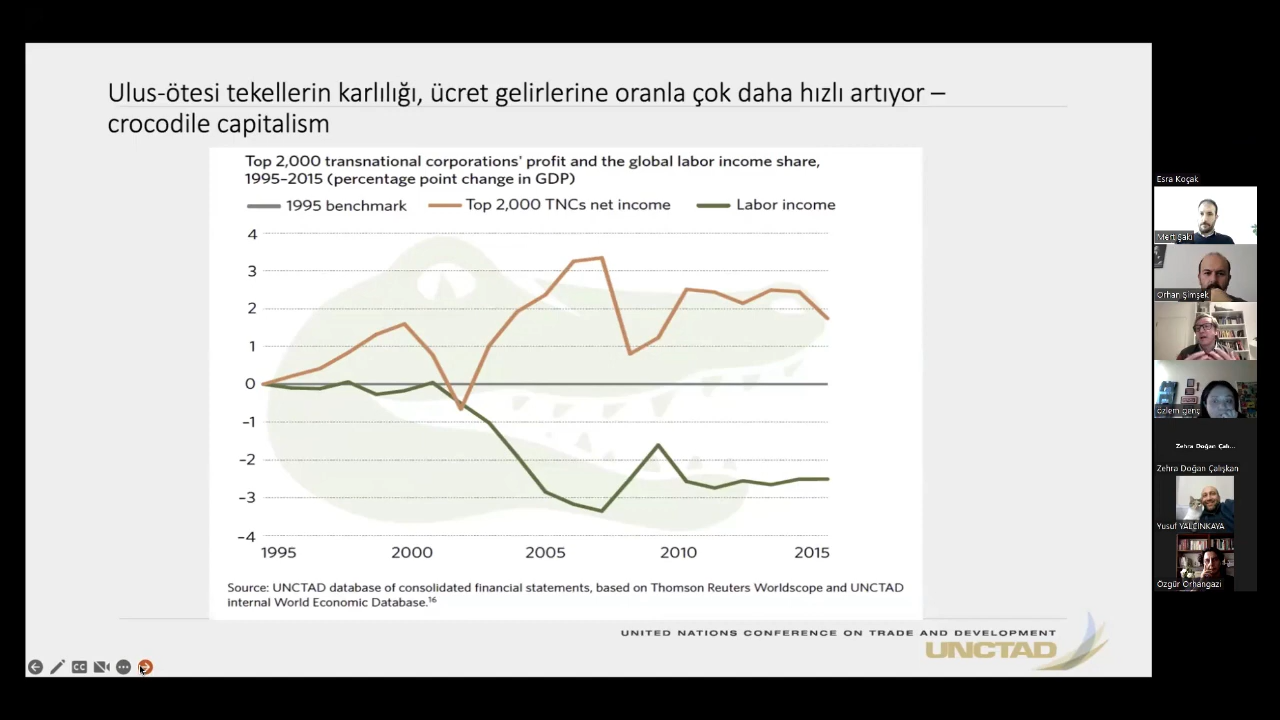 Ulus-ötesi tekellerin karlılığı, ücret gelirlerine oranla çok daha hızlı artıyor –
crocodile capitalism
Top 2,000 transnational corporations' profit and the global labor income share,
1995–2015 (percentage point change in GDP)
1995 benchmark
Top 2,000 TNCs net income
Labor income
4
3
2
1
0
−1
−2
−3
−4
1995
2000
2005
2010
2015
Source: UNCTAD database of consolidated financial statements, based on Thomson Reuters Worldscope and UNCTAD
internal World Economic Database.¹⁶
UNITED NATIONS CONFERENCE ON TRADE AND DEVELOPMENT
UNCTAD
CC
Esra Koçak
Mert Şakı
Orhan Şimşek
özlem genç
Zehra Doğan Çalı...
Zehra Doğan Çalışkan
Yusuf YALÇINKAYA
Özgür Orhangazi